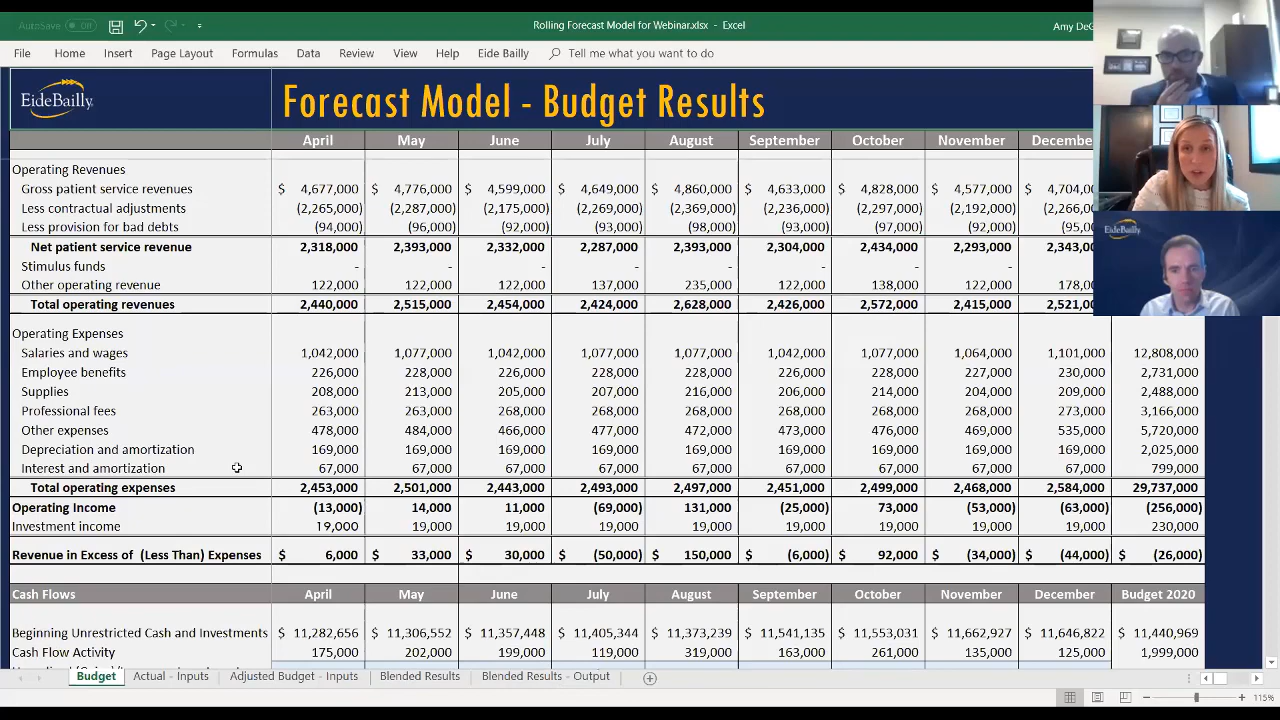 AutoSave Off
Rolling Forecast Model for Webinar.xlsx - Excel
Amy DeG
File Home Insert Page Layout Formulas Data Review View Help Eide Bailly Tell me what you want to do
EideBailly
Forecast Model - Budget Results
April May June July August September October November Decembe
Operating Revenues
Gross patient service revenues $ 4,677,000 $ 4,776,000 $ 4,599,000 $ 4,649,000 $ 4,860,000 $ 4,633,000 $ 4,828,000 $ 4,577,000 $ 4,704,00
Less contractual adjustments (2,265,000) (2,287,000) (2,175,000) (2,269,000) (2,369,000) (2,236,000) (2,297,000) (2,192,000) (2,266,00
Less provision for bad debts (94,000) (96,000) (92,000) (93,000) (98,000) (93,000) (97,000) (92,000) (95,00
Net patient service revenue 2,318,000 2,393,000 2,332,000 2,287,000 2,393,000 2,304,000 2,434,000 2,293,000 2,343,00
Stimulus funds - - - - - - - -
Other operating revenue 122,000 122,000 122,000 137,000 235,000 122,000 138,000 122,000 178,00
Total operating revenues 2,440,000 2,515,000 2,454,000 2,424,000 2,628,000 2,426,000 2,572,000 2,415,000 2,521,00
EideBailly
Operating Expenses
Salaries and wages 1,042,000 1,077,000 1,042,000 1,077,000 1,077,000 1,042,000 1,077,000 1,064,000 1,101,000 12,808,000
Employee benefits 226,000 228,000 226,000 228,000 228,000 226,000 228,000 227,000 230,000 2,731,000
Supplies 208,000 213,000 205,000 207,000 216,000 206,000 214,000 204,000 209,000 2,488,000
Professional fees 263,000 263,000 268,000 268,000 268,000 268,000 268,000 268,000 273,000 3,166,000
Other expenses 478,000 484,000 466,000 477,000 472,000 473,000 476,000 469,000 535,000 5,720,000
Depreciation and amortization 169,000 169,000 169,000 169,000 169,000 169,000 169,000 169,000 169,000 2,025,000
Interest and amortization 67,000 67,000 67,000 67,000 67,000 67,000 67,000 67,000 67,000 799,000
Total operating expenses 2,453,000 2,501,000 2,443,000 2,493,000 2,497,000 2,451,000 2,499,000 2,468,000 2,584,000 29,737,000
Operating Income (13,000) 14,000 11,000 (69,000) 131,000 (25,000) 73,000 (53,000) (63,000) (256,000)
Investment income 19,000 19,000 19,000 19,000 19,000 19,000 19,000 19,000 19,000 230,000
Revenue in Excess of (Less Than) Expenses $ 6,000 $ 33,000 $ 30,000 $ (50,000) $ 150,000 $ (6,000) $ 92,000 $ (34,000) $ (44,000) $ (26,000)
Cash Flows April May June July August September October November December Budget 2020
Beginning Unrestricted Cash and Investments $ 11,282,656 $ 11,306,552 $ 11,357,448 $ 11,405,344 $ 11,373,239 $ 11,541,135 $ 11,553,031 $ 11,662,927 $ 11,646,822 $ 11,440,969
Cash Flow Activity 175,000 202,000 199,000 119,000 319,000 163,000 261,000 135,000 125,000 1,999,000
Budget Actual - Inputs Adjusted Budget - Inputs Blended Results Blended Results - Output
115%